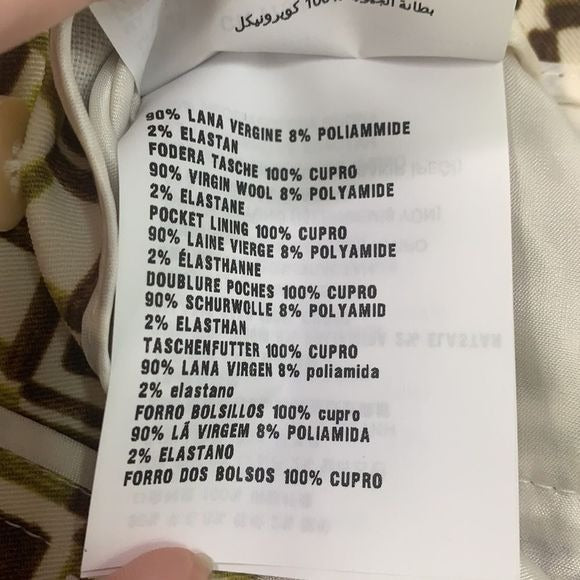 بطانة 100% كوبرونيكل
90% LANA VERGINE 8% POLIAMMIDE
2% ELASTAN
FODERA TASCHE 100% CUPRO
90% VIRGIN WOOL 8% POLYAMIDE
2% ELASTANE
POCKET LINING 100% CUPRO
90% LAINE VIERGE 8% POLYAMIDE
2% ÉLASTHANNE
DOUBLURE POCHES 100% CUPRO
90% SCHURWOLLE 8% POLYAMID
2% ELASTHAN
TASCHENFUTTER 100% CUPRO
90% LANA VIRGEN 8% poliamida
2% elastano
FORRO BOLSILLOS 100% cupro
90% LÃ VIRGEM 8% POLIAMIDA
2% ELASTANO
FORRO DOS BOLSOS 100% CUPRO